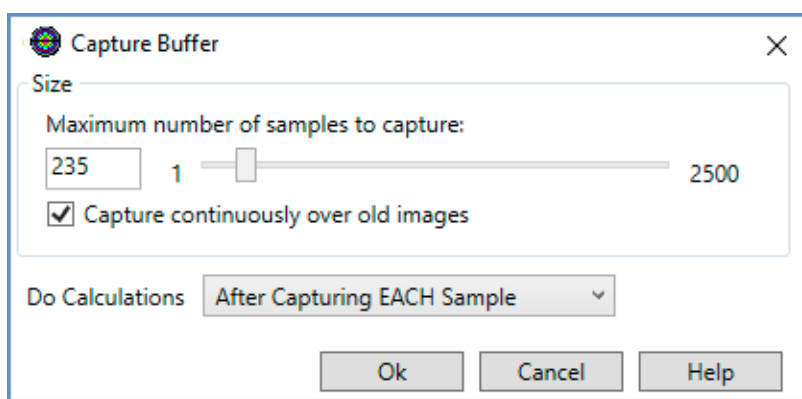 Capture Buffer
Size
Maximum number of samples to capture:
235 1 2500
Capture continuously over old images
Do Calculations After Capturing EACH Sample
Ok Cancel Help